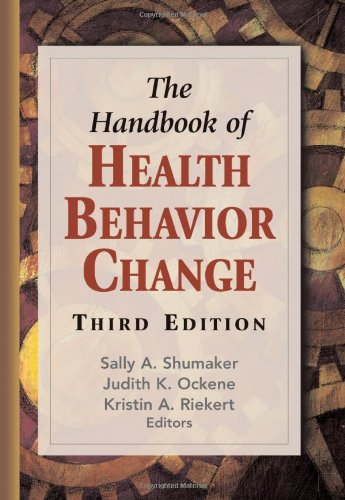 The
Handbook of
HEALTH
BEHAVIOR
CHANGE
THIRD EDITION
Sally A. Shumaker
Judith K. Ockene
Kristin A. Riekert
Editors